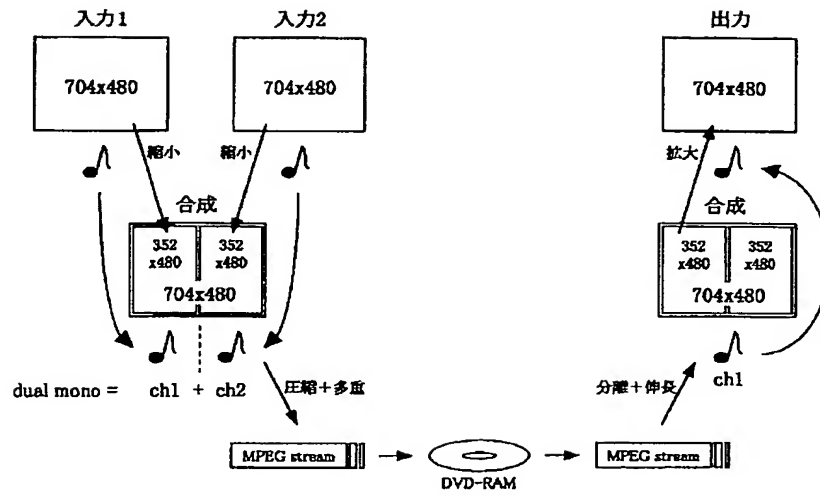 入力1
入力2
出力
704x480
704x480
704x480
縮小
縮小
拡大
合成
合成
352
x480
352
x480
704x480
352
x480
352
x480
704x480
dual mono = ch1 + ch2
圧縮+多重
分離+伸長
ch1
MPEG stream
DVD-RAM
MPEG stream